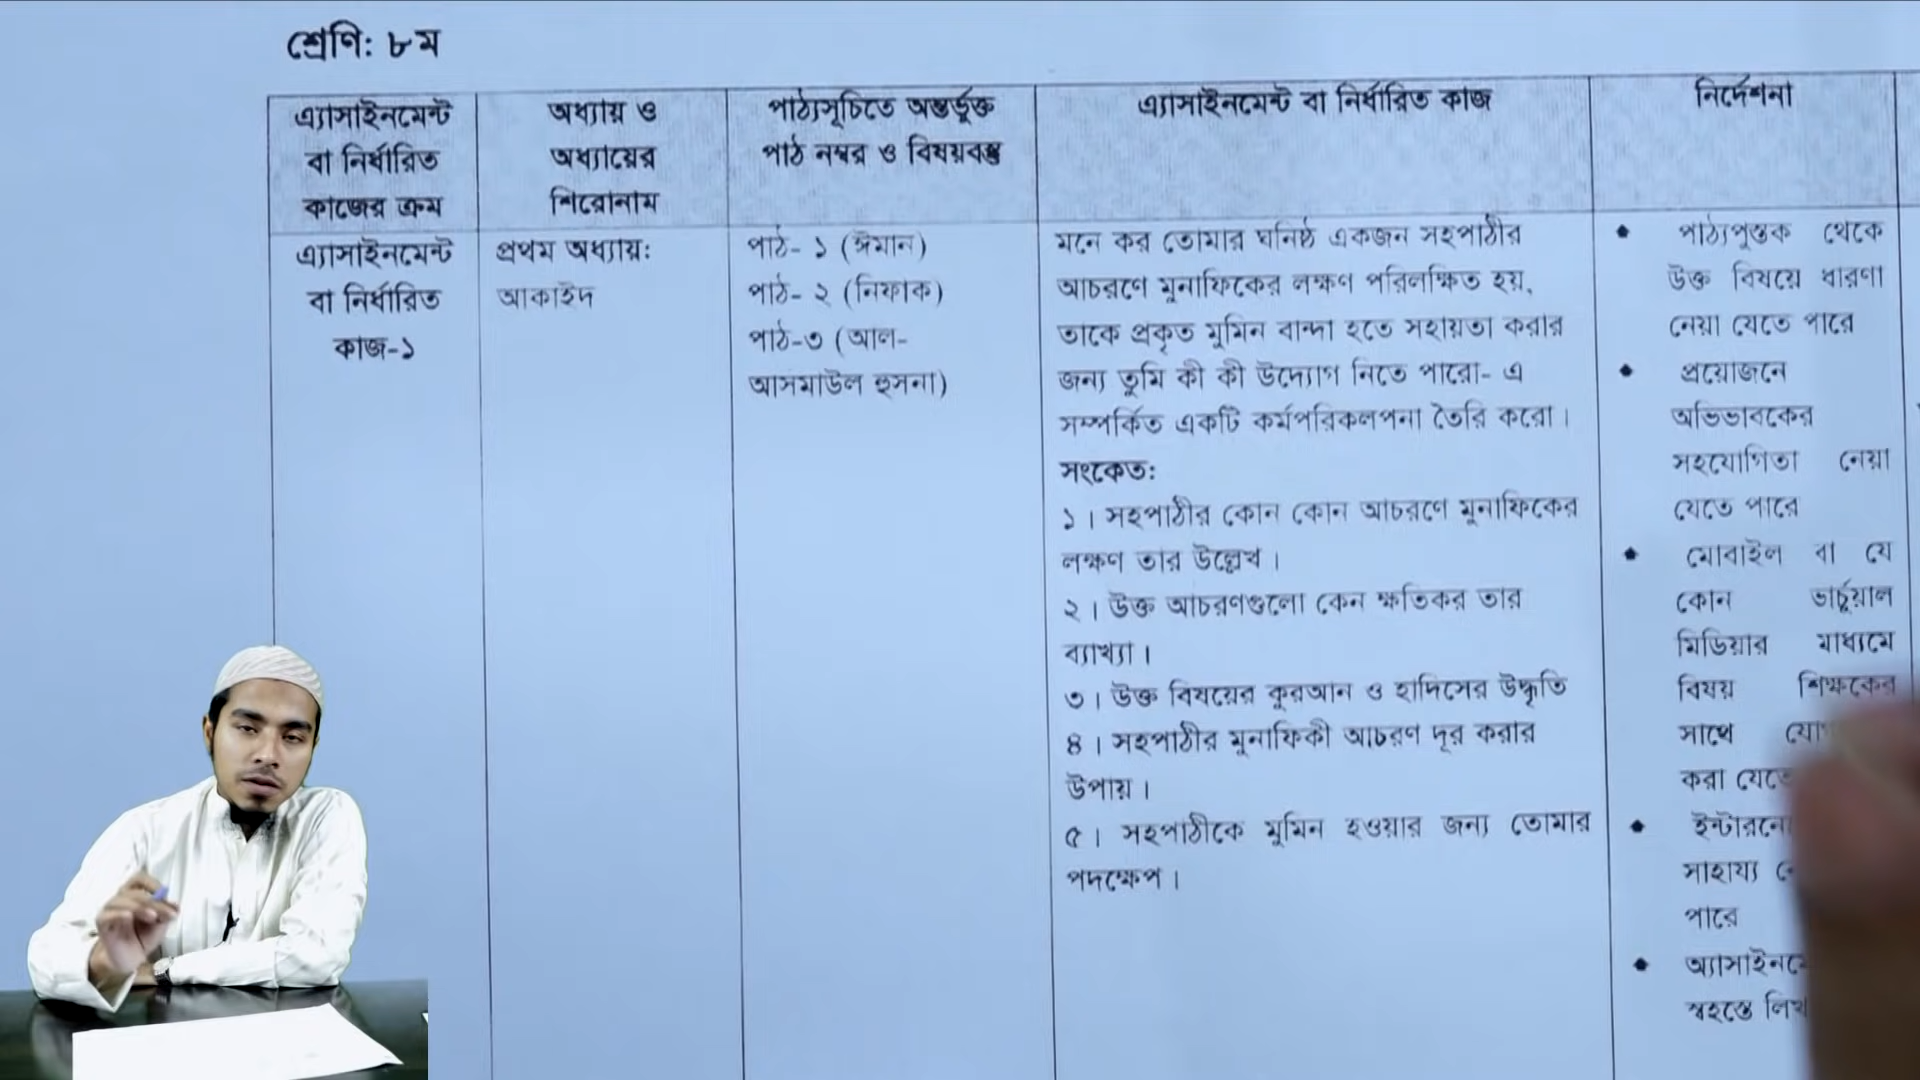 শ্রেণি: ৮ম
এ্যাসাইনমেন্ট
বা নির্ধারিত
কাজের ক্রম
অধ্যায় ও
অধ্যায়ের
শিরোনাম
পাঠ্যসূচিতে অন্তর্ভুক্ত
পাঠ নম্বর ও বিষয়বস্তু
এ্যাসাইনমেন্ট বা নির্ধারিত কাজ
নির্দেশনা
এ্যাসাইনমেন্ট
বা নির্ধারিত
কাজ-১
প্রথম অধ্যায়:
আকাইদ
পাঠ- ১ (ঈমান)
পাঠ- ২ (নিফাক)
পাঠ-৩ (আল-
আসমাউল হুসনা)
মনে কর তোমার ঘনিষ্ঠ একজন সহপাঠীর
আচরণে মুনাফিকের লক্ষণ পরিলক্ষিত হয়,
তাকে প্রকৃত মুমিন বান্দা হতে সহায়তা করার
জন্য তুমি কী কী উদ্যোগ নিতে পারো- এ
সম্পর্কিত একটি কর্মপরিকলপনা তৈরি করো।
সংকেত:
১। সহপাঠীর কোন কোন আচরণে মুনাফিকের
লক্ষণ তার উল্লেখ।
২। উক্ত আচরণগুলো কেন ক্ষতিকর তার
ব্যাখ্যা।
৩। উক্ত বিষয়ের কুরআন ও হাদিসের উদ্ধৃতি
৪। সহপাঠীর মুনাফিকী আচরণ দূর করার
উপায়।
৫। সহপাঠীকে মুমিন হওয়ার জন্য তোমার
পদক্ষেপ।
• পাঠ্যপুস্তক থেকে
উক্ত বিষয়ে ধারণা
নেয়া যেতে পারে
• প্রয়োজনে
অভিভাবকের
সহযোগিতা নেয়া
যেতে পারে
• মোবাইল বা যে
কোন ভার্চুয়াল
মিডিয়ার মাধ্যমে
বিষয় শিক্ষকের
সাথে
করা
•
সাহায্য
পারে
•
স্বহস্তে